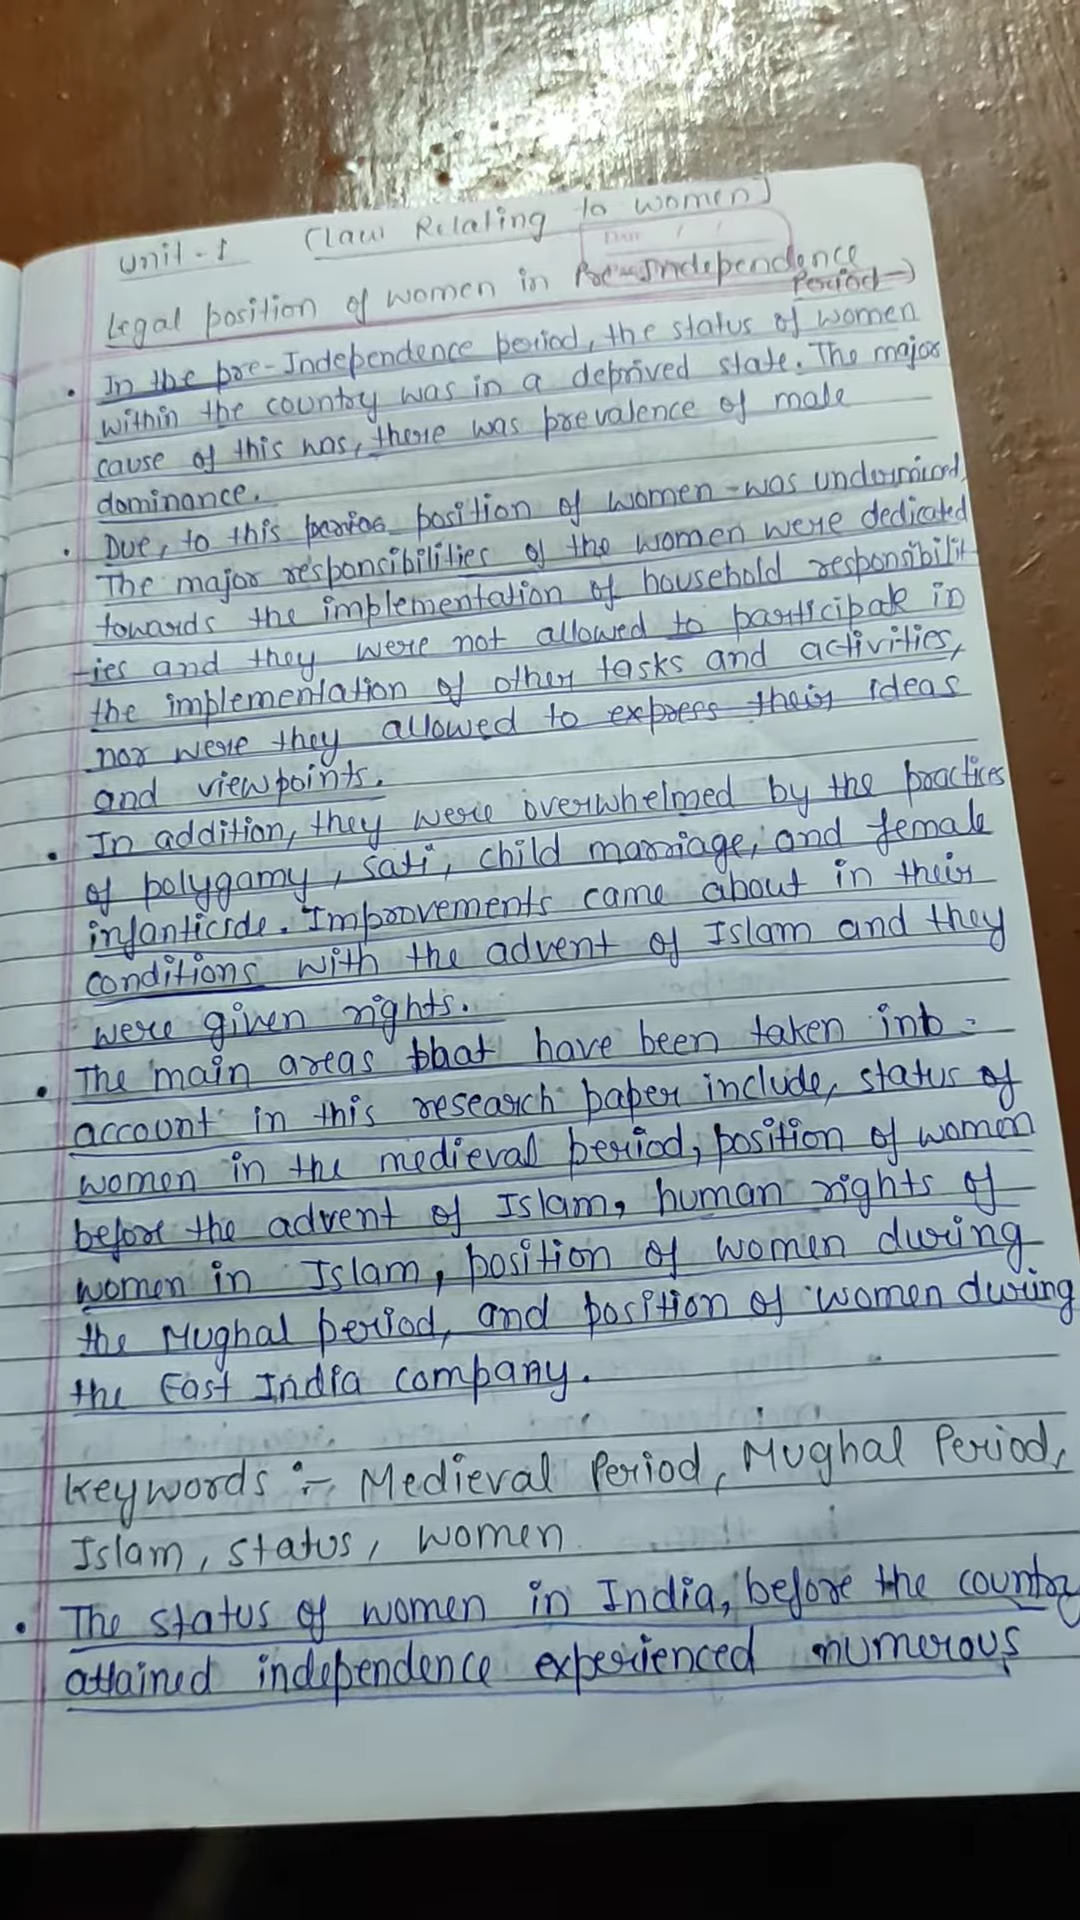 Unit-1 (Law Relating to women)
Date / /
Legal position of women in Pre-Independence
Period→)
• In the pre-Independence period, the status of women
within the country was in a deprived state. The major
cause of this was, there was prevalence of male
dominance.
• Due, to this position of women-was undermined.
The major responsibilities of the women were dedicated
towards the implementation of household responsibilit
-ies and they were not allowed to participate in
the implementation of other tasks and activities,
nor were they allowed to express their ideas
and viewpoints.
• In addition, they were overwhelmed by the practices
of polygamy, sati, child marriage, and female
infanticide. Improovements came about in their
conditions with the advent of Islam and they
were given rights.
• The main areas that have been taken into
account in this research paper include, status of
women in the medieval period, position of women
before the advent of Islam, human rights of
women in Islam, position of women during
the Mughal period, and position of women during
the East India company.
Keywords :- Medieval Period, Mughal Period,
Islam, status, women.
• The status of women in India, before the country
attained independence experienced numerous